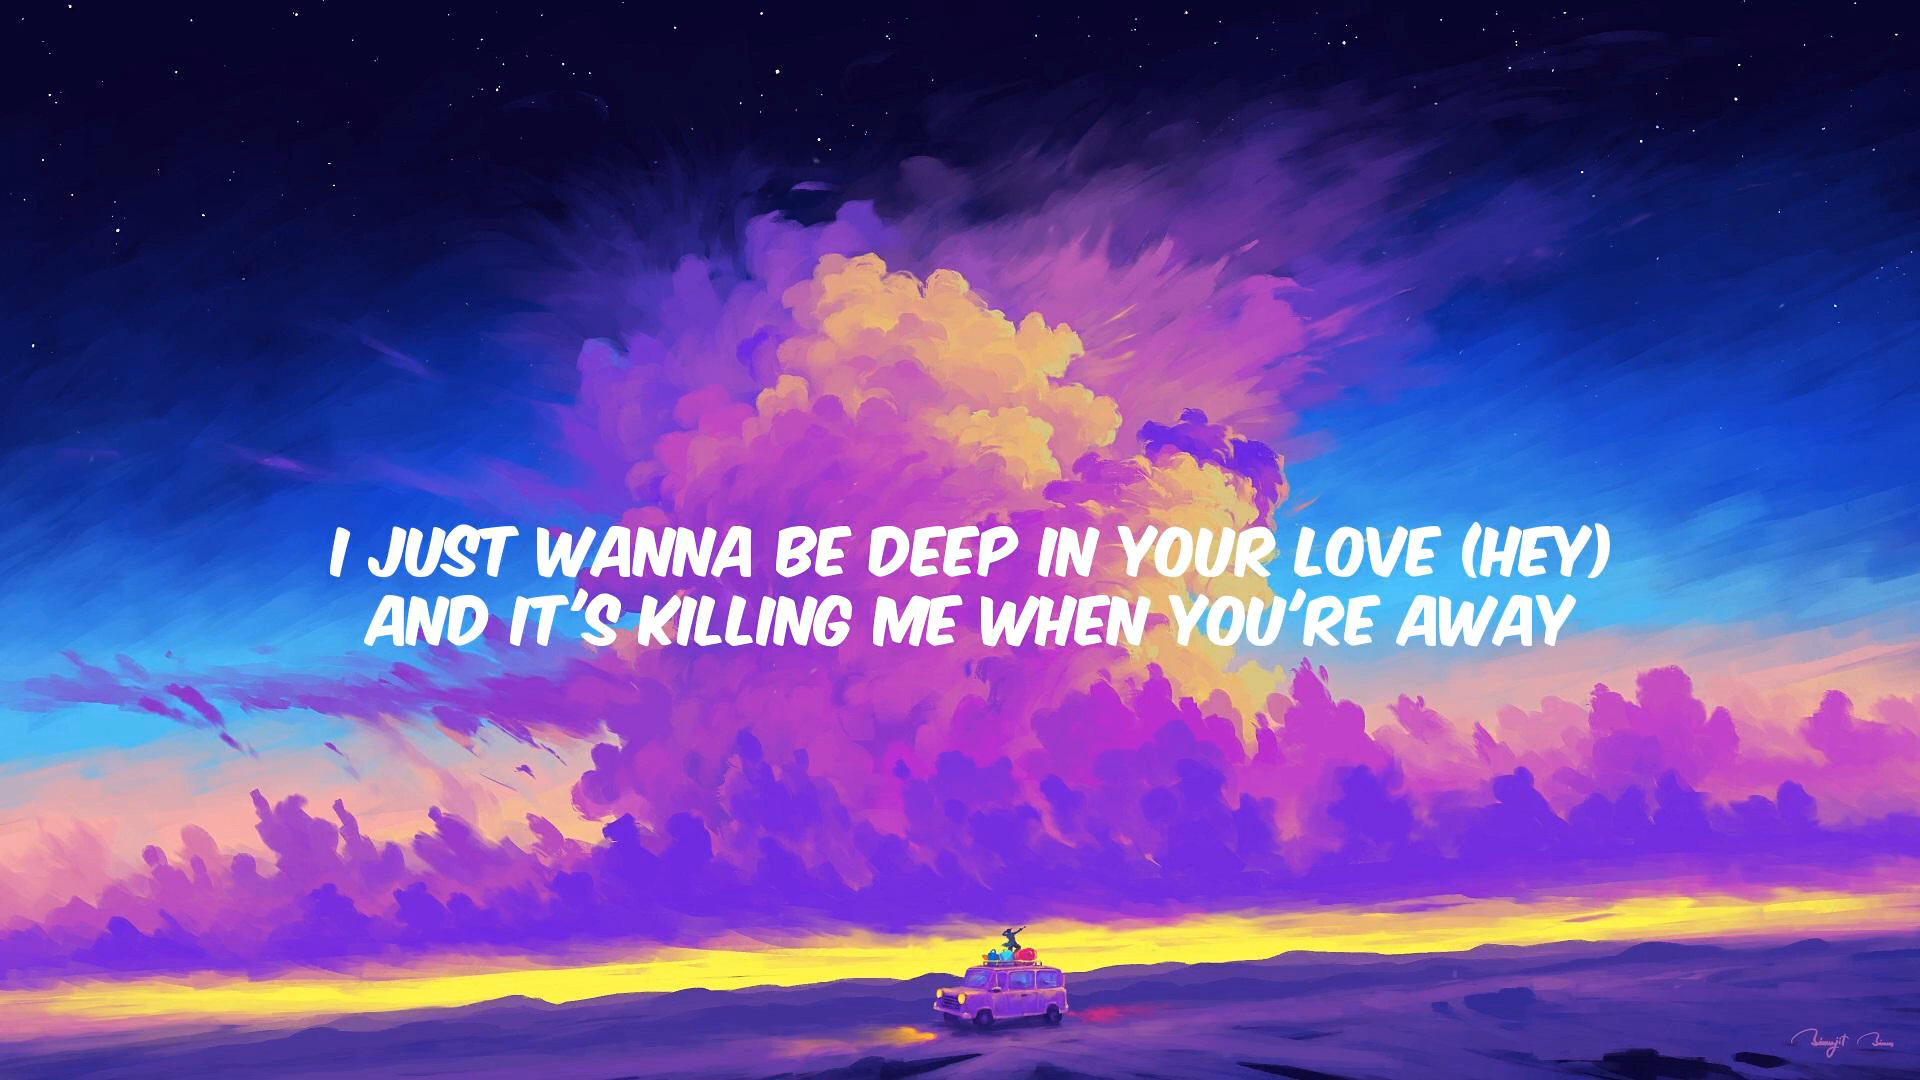 I JUST WANNA BE DEEP IN YOUR LOVE (HEY)
AND IT'S KILLING ME WHEN YOU'RE AWAY